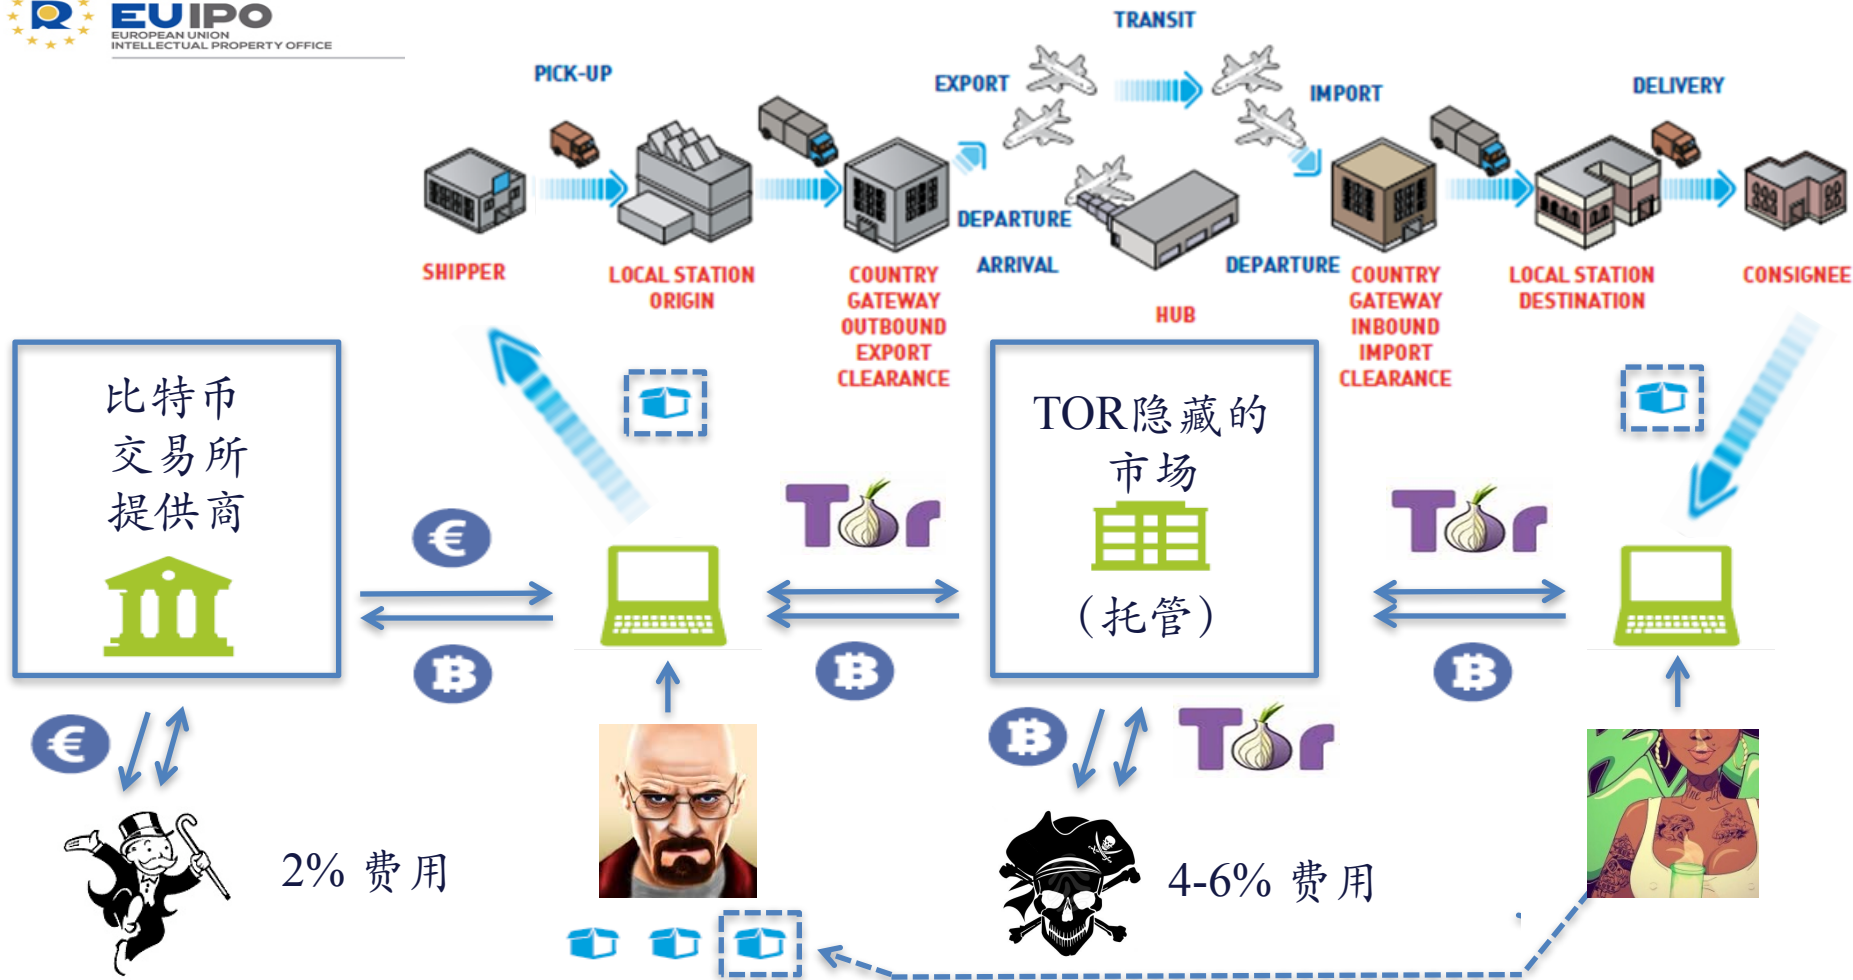 EUIPO
EUROPEAN UNION
INTELLECTUAL PROPERTY OFFICE
TRANSIT
PICK-UP
EXPORT
IMPORT
DELIVERY
DEPARTURE
ARRIVAL
DEPARTURE
SHIPPER
LOCAL STATION
ORIGIN
COUNTRY
GATEWAY
OUTBOUND
EXPORT
CLEARANCE
HUB
COUNTRY
GATEWAY
INBOUND
IMPORT
CLEARANCE
LOCAL STATION
DESTINATION
CONSIGNEE
比特币
交易所
提供商
TOR隐藏的
市场
(托管)
€
Tor
Tor
B
B
B
€
B
Tor
2% 费用
4-6% 费用